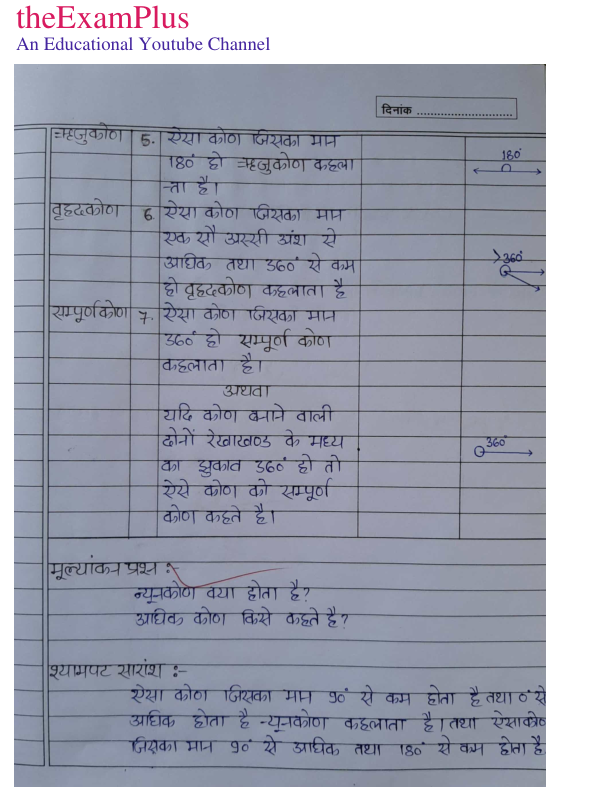 theExamPlus
An Educational Youtube Channel
दिनांक ............................
ऋजुकोण 5. ऐसा कोण जिसका मान
180° हो ऋजुकोण कहला
-ता है।
180°
वृहदकोण 6. ऐसा कोण जिसका मान
एक सौ अस्सी अंश से
अधिक तथा 360° से कम
हो वृहदकोण कहलाता है
>360°
सम्पूर्णकोण 7. ऐसा कोण जिसका मान
360° हो सम्पूर्ण कोण
कहलाता है।
अथवा
यदि कोण बनाने वाली
दोनों रेखाखण्ड के मध्य
का झुकाव 360° हो तो
ऐसे कोण को सम्पूर्ण
कोण कहते है।
360°
मूल्यांकन प्रश्न :-
न्यूनकोण क्या होता है?
अधिक कोण किसे कहते है?
श्यामपट सारांश :-
ऐसा कोण जिसका मान 90° से कम होता है तथा 0° से
अधिक होता है न्यूनकोण कहलाता है। तथा ऐसा कोण
जिसका मान 90° से अधिक तथा 180° से कम होता है